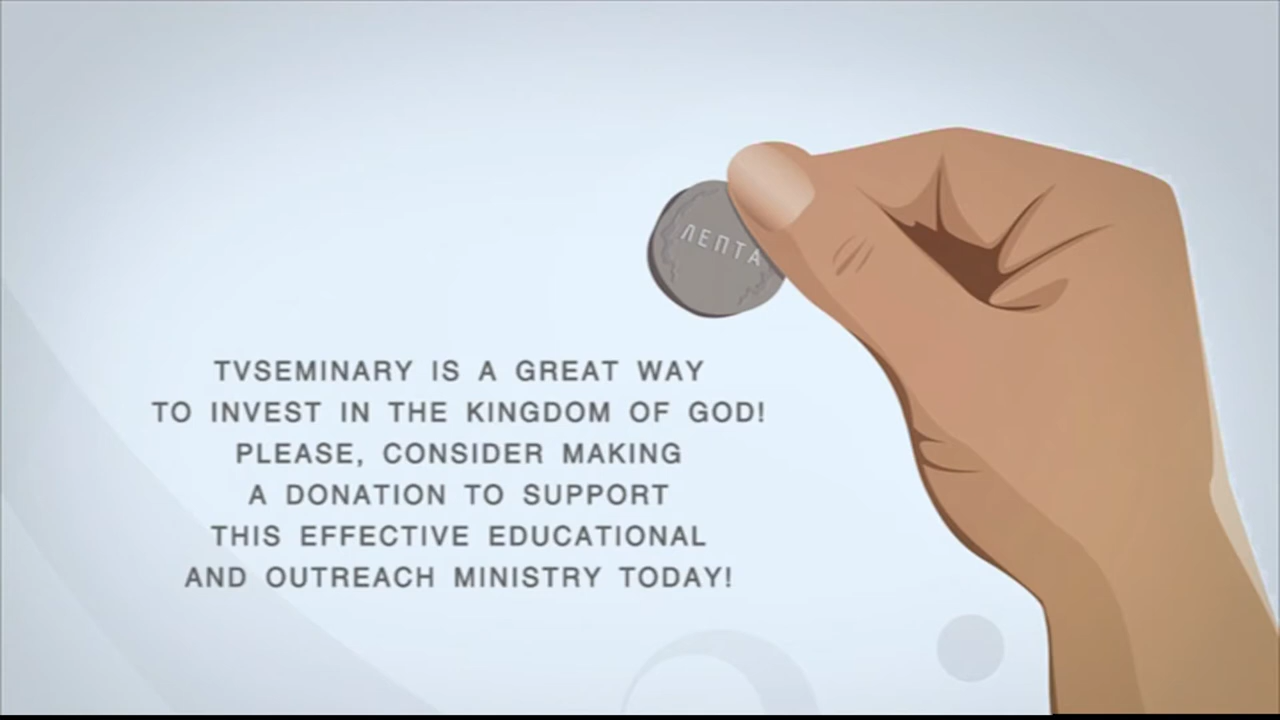 ΛΕΠΤΑ
TVSEMINARY IS A GREAT WAY
TO INVEST IN THE KINGDOM OF GOD!
PLEASE, CONSIDER MAKING
A DONATION TO SUPPORT
THIS EFFECTIVE EDUCATIONAL
AND OUTREACH MINISTRY TODAY!